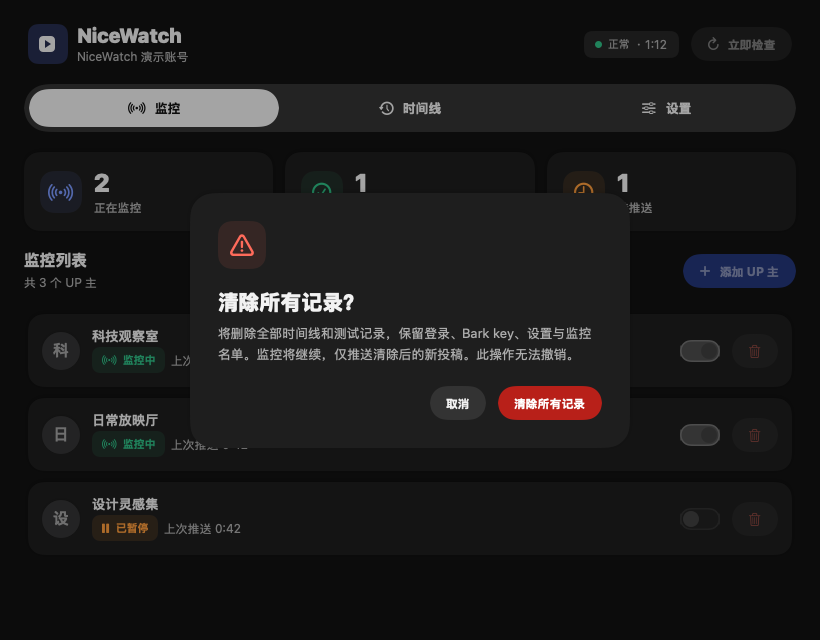 NiceWatch
NiceWatch 演示账号
正常 · 1:12
立即检查
监控
时间线
设置
2
正在监控
1
1
推送
监控列表
共 3 个 UP 主
添加 UP 主
清除所有记录?
将删除全部时间线和测试记录，保留登录、Bark key、设置与监控
名单。监控将继续，仅推送清除后的新投稿。此操作无法撤销。
取消
清除所有记录
科
科技观察室
监控中
上次
日
日常放映厅
监控中
上次推送
设
设计灵感集
已暂停
上次推送 0:42